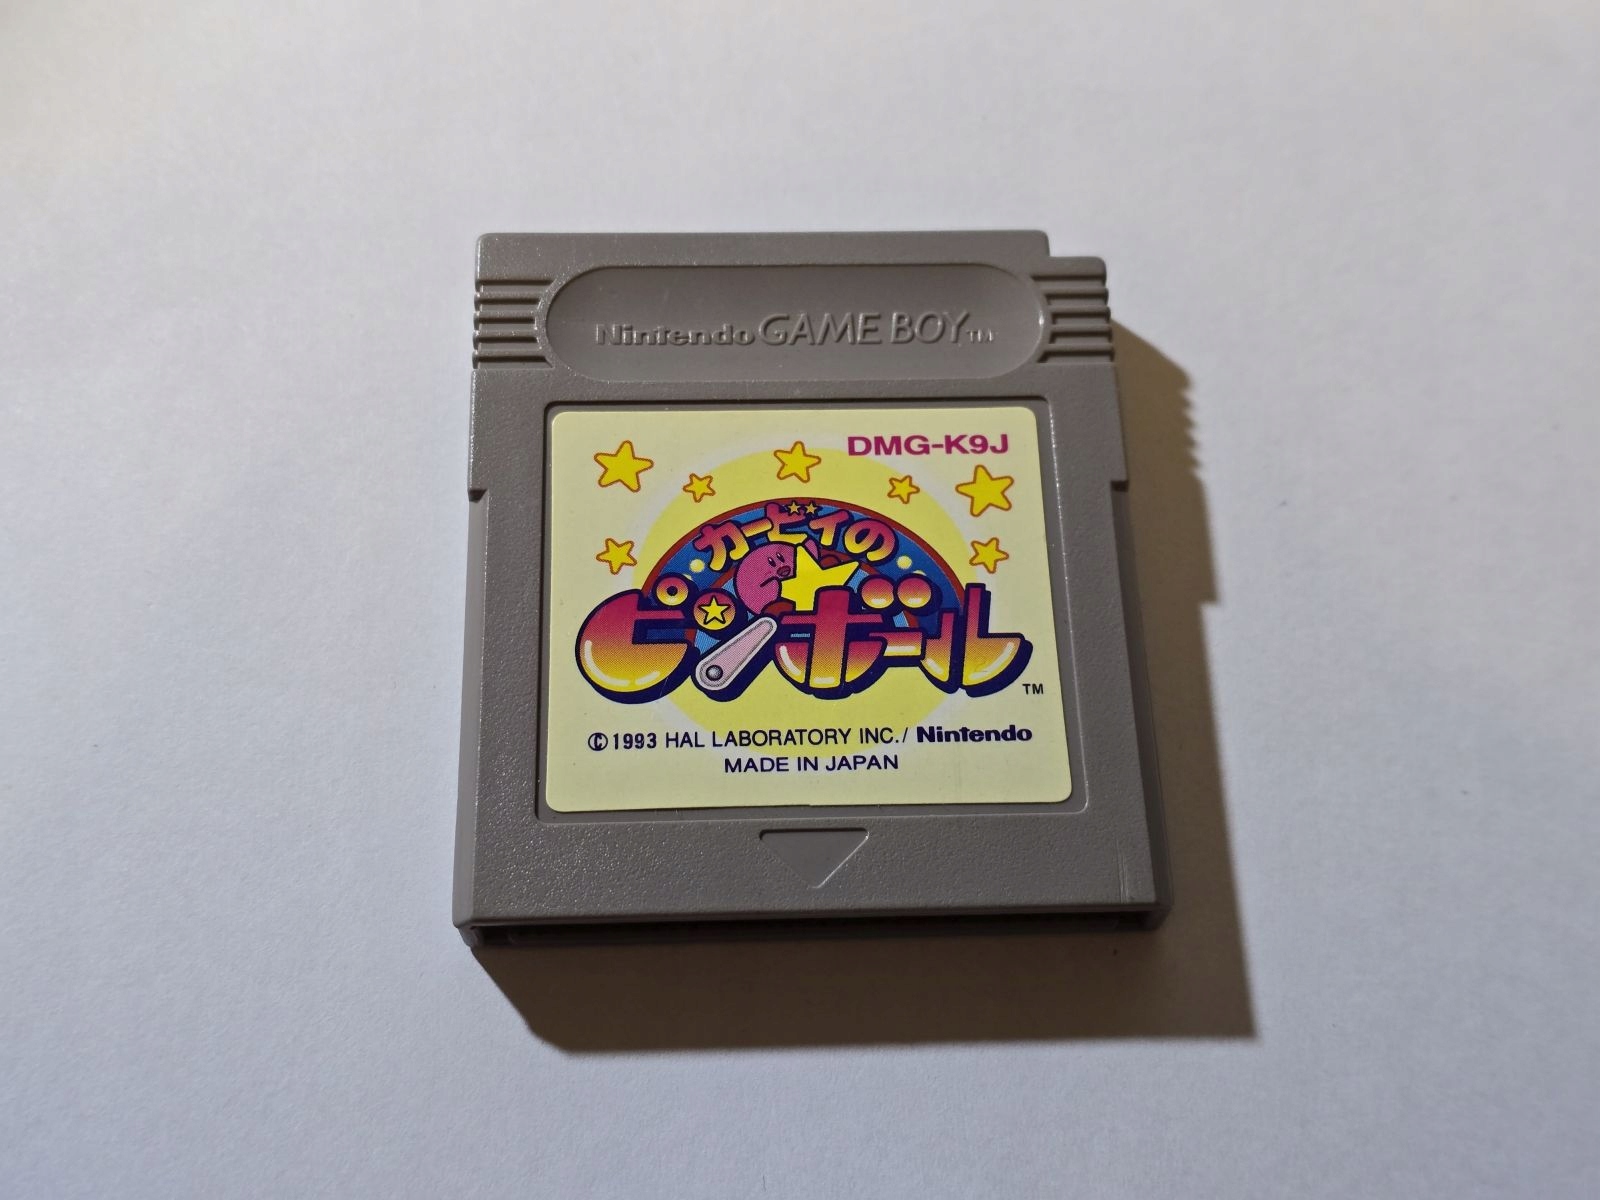 Nintendo GAME BOY™
DMG-K9J
カービィの
ピンボール
TM
©1993 HAL LABORATORY INC./ Nintendo
MADE IN JAPAN